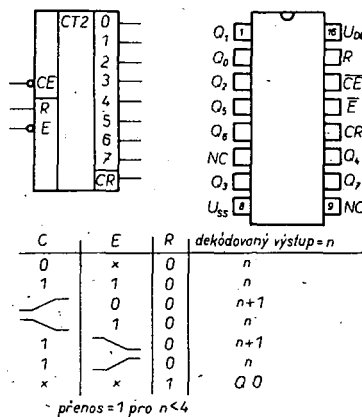 CT2 0
1
2
CE 3
R 4
E 5
6
7
CR
Q1 1 16 UDD
Q0 R
Q2 CE
Q5 E
Q6 CR
NC Q4
Q3 Q7
USS 8 9 NC
C E R dekódovaný výstup = n
0 × 0 n
1 1 0 n
0 0 n+1
1 0 n
1 0 n+1
1 0 n
× × 1 Q0
přenos = 1 pro n<4